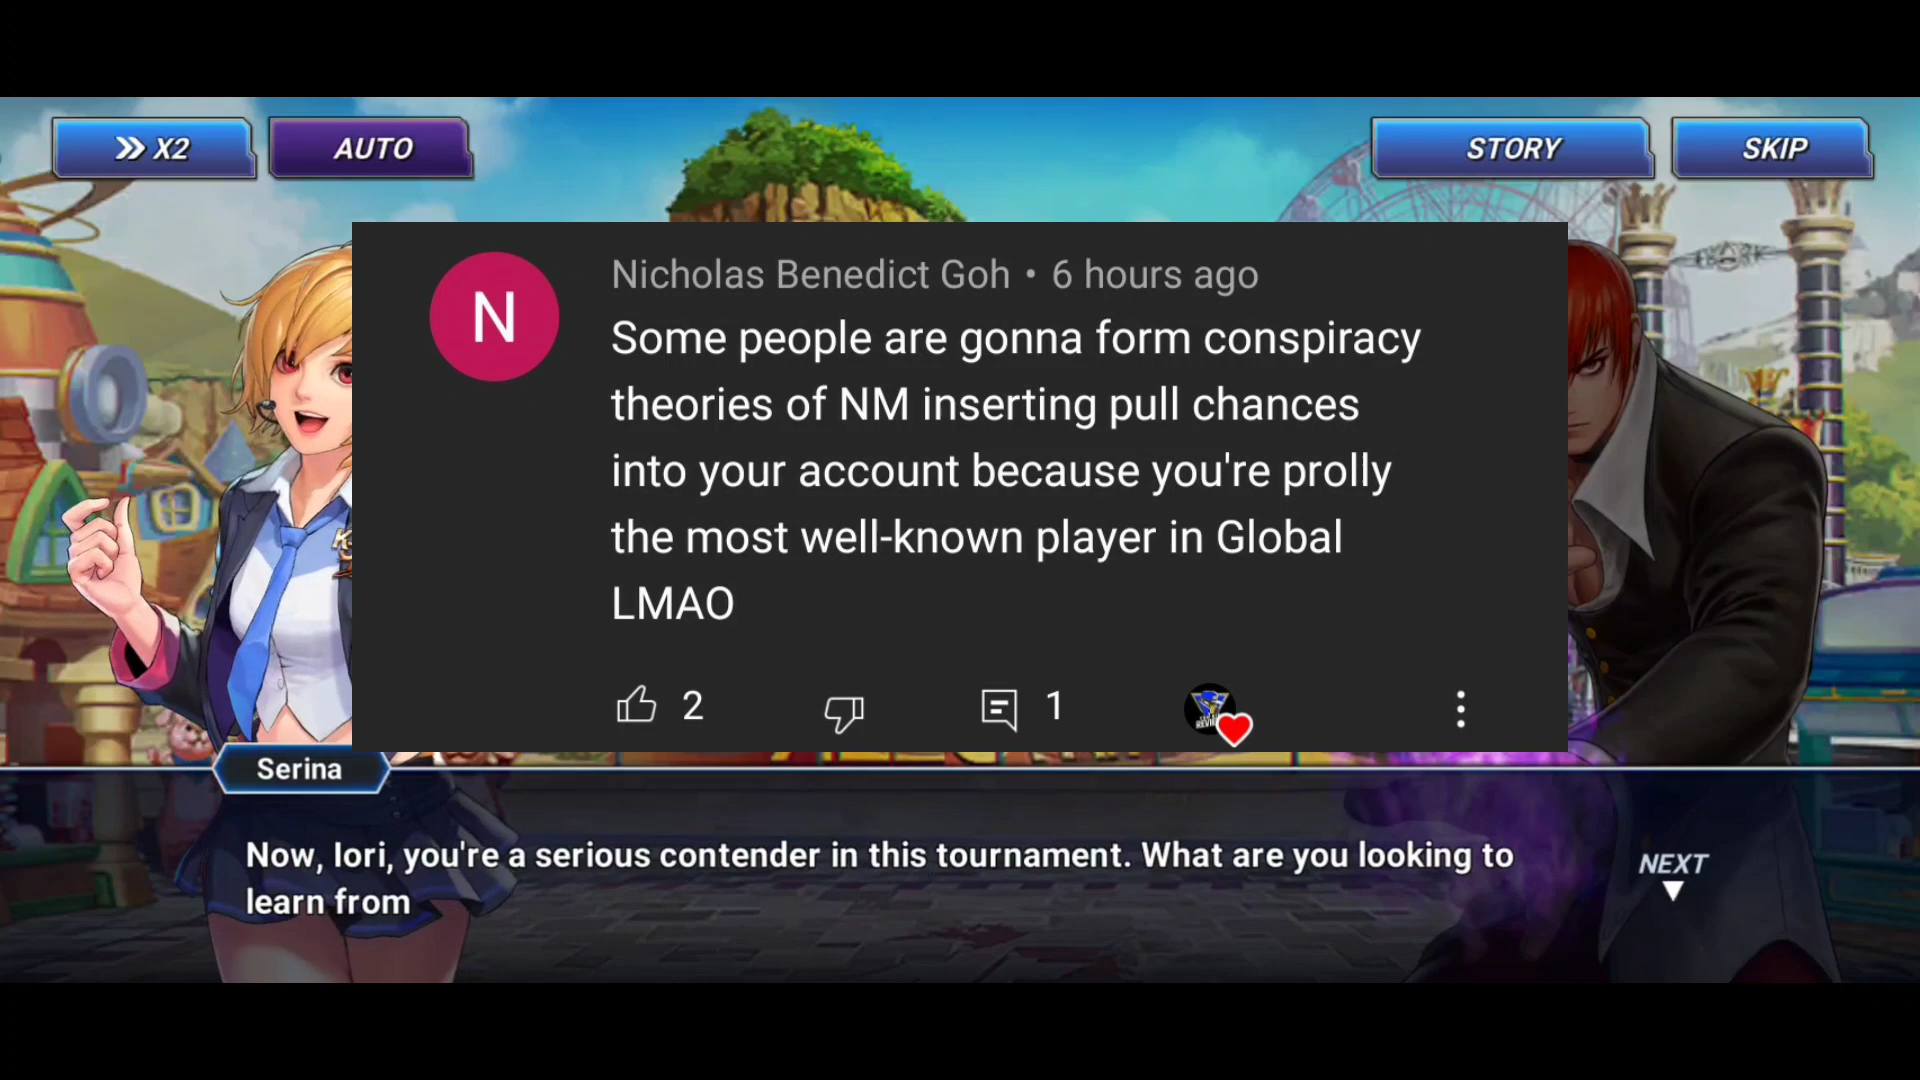 X2
AUTO
STORY
SKIP
N
Nicholas Benedict Goh • 6 hours ago
Some people are gonna form conspiracy
theories of NM inserting pull chances
into your account because you're prolly
the most well-known player in Global
LMAO
2
1
Serina
Now, Iori, you're a serious contender in this tournament. What are you looking to
learn from
NEXT